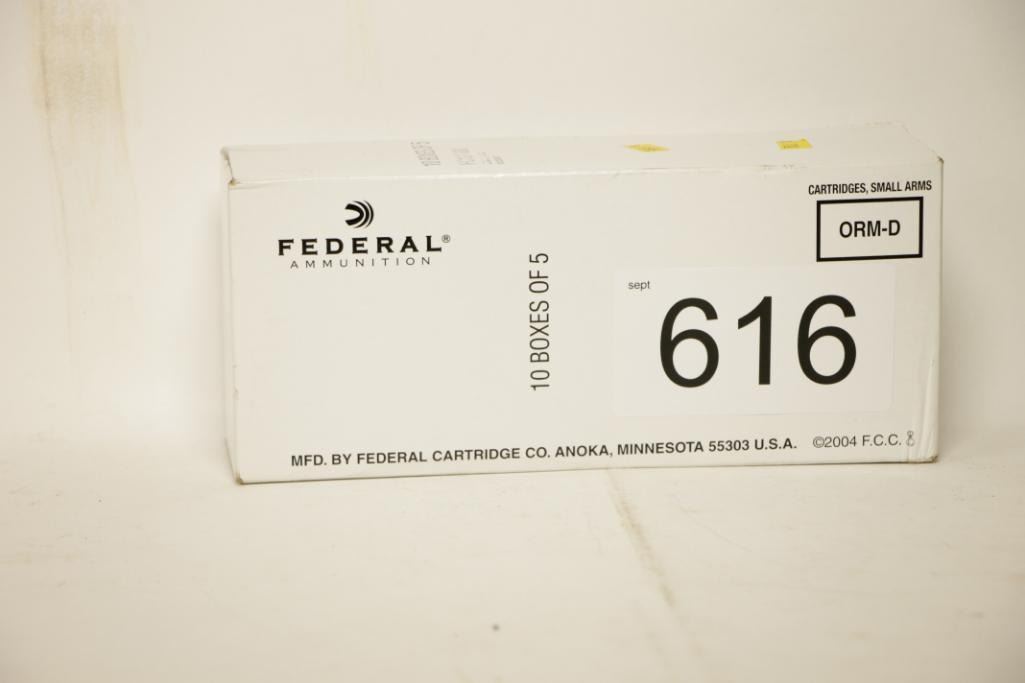 FEDERAL®
AMMUNITION
10 BOXES OF 5
CARTRIDGES, SMALL ARMS
ORM-D
sept
616
MFD. BY FEDERAL CARTRIDGE CO. ANOKA, MINNESOTA 55303 U.S.A.
©2004 F.C.C.